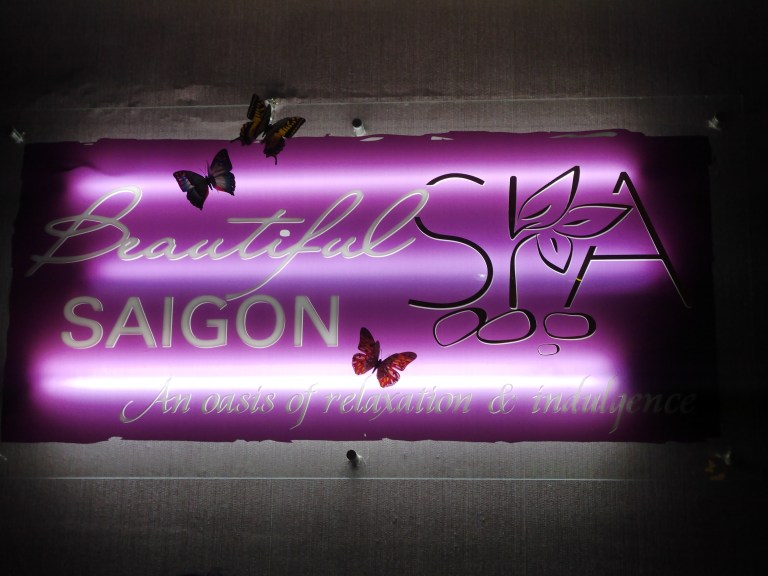 Beautiful
SAIGON
SPA
An oasis of relaxation & indulgence